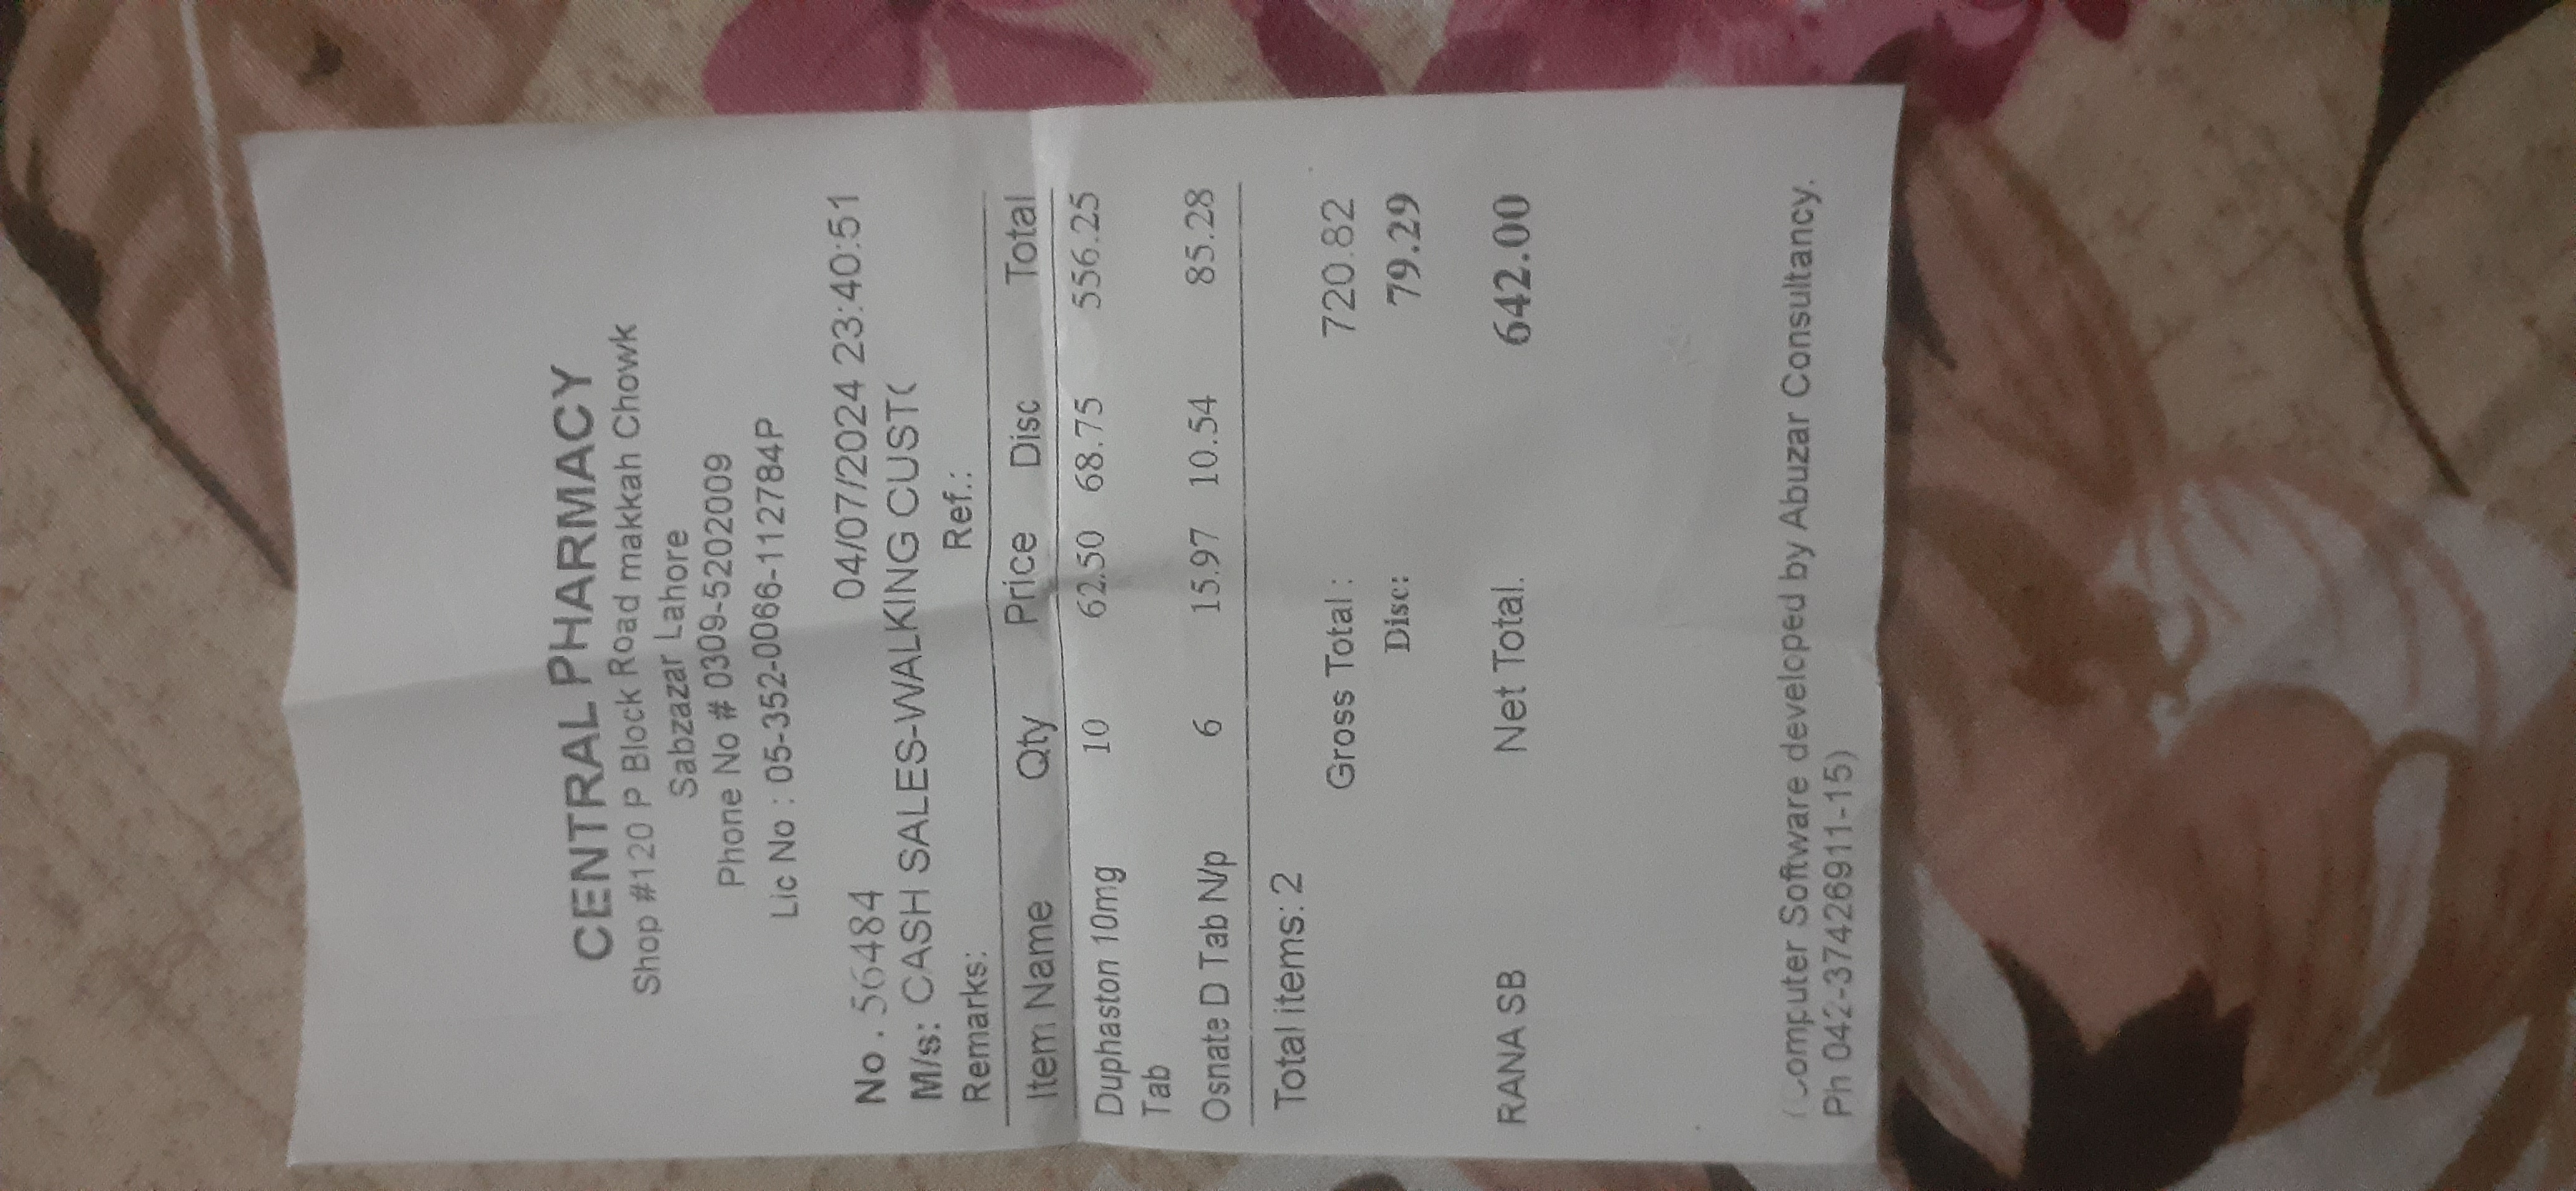 CENTRAL PHARMACY
Shop #120 P Block Road makkah Chowk
Sabzazar Lahore
Phone No # 0309-5202009
Lic No : 05-352-0066-112784P
No . 56484 04/07/2024 23:40:51
M/s: CASH SALES-WALKING CUST
Remarks: Ref.:
Item Name Qty Price Disc Total
Duphaston 10mg 10 62.50 68.75 556.25
Tab
Osnate D Tab N/p 6 15.97 10.54 85.28
Total items: 2
Gross Total : 720.82
Disc: 79.29
RANA SB Net Total. 642.00
(Computer Software developed by Abuzar Consultancy.
Ph 042-37426911-15)